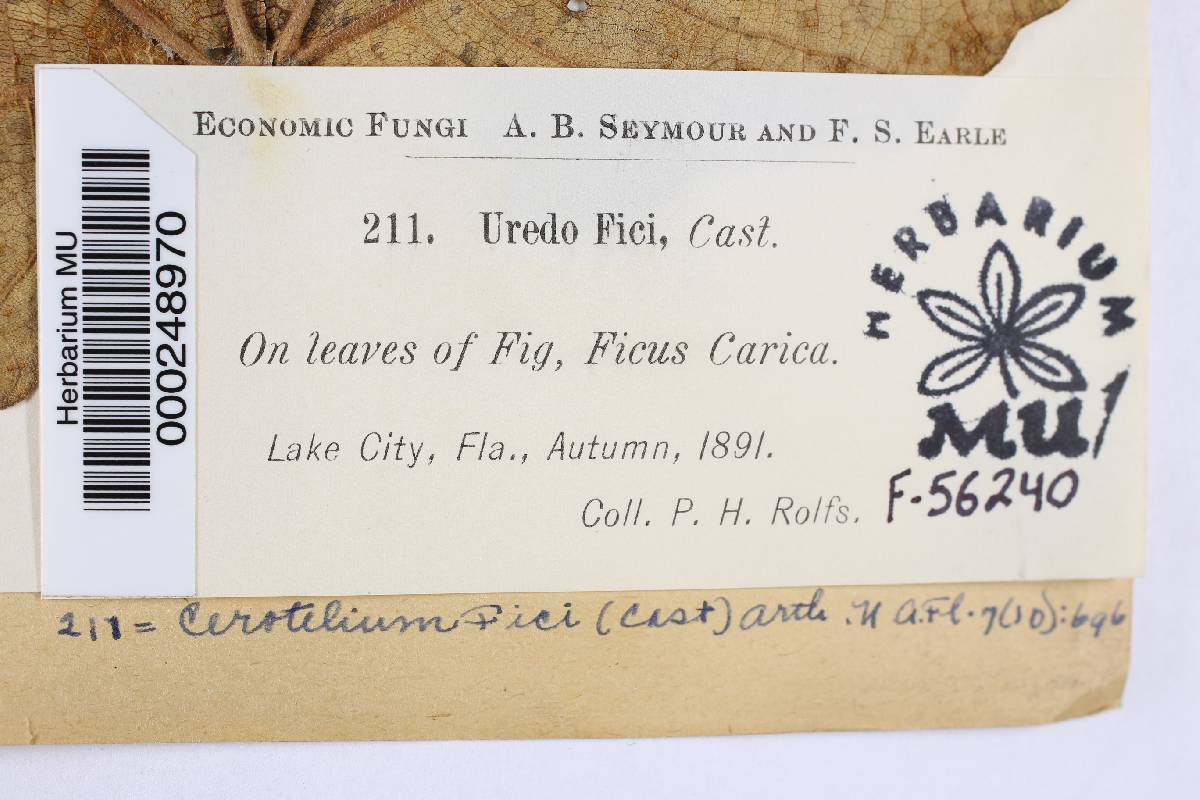 Economic Fungi A. B. Seymour and F. S. Earle
211. Uredo Fici, Cast.
On leaves of Fig, Ficus Carica.
Lake City, Fla., Autumn, 1891.
Coll. P. H. Rolfs.
HERBARIUM
MU
F-56240
Herbarium MU
000248970
211 = Cerotelium Fici (Cast) Arth. N A. Fl. 7(10):696